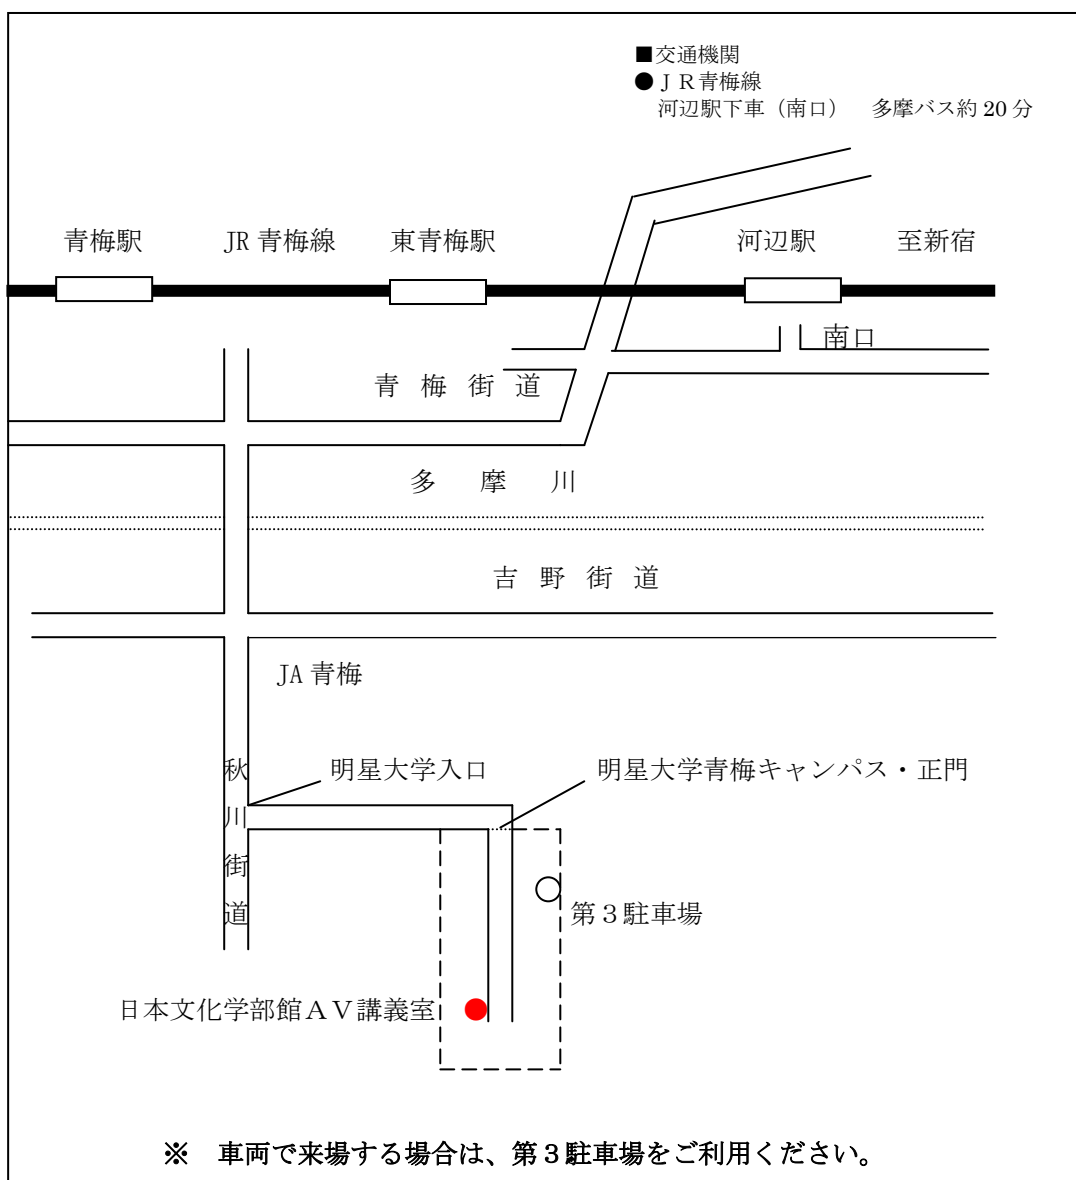 ■交通機関
●ＪＲ青梅線
河辺駅下車（南口）　多摩バス約 20 分
青梅駅
JR 青梅線
東青梅駅
河辺駅
至新宿
南口
青　梅　街　道
多　摩　川
吉　野　街　道
JA 青梅
秋川街道
明星大学入口
明星大学青梅キャンパス・正門
第３駐車場
日本文化学部館ＡＶ講義室
※　車両で来場する場合は、第３駐車場をご利用ください。